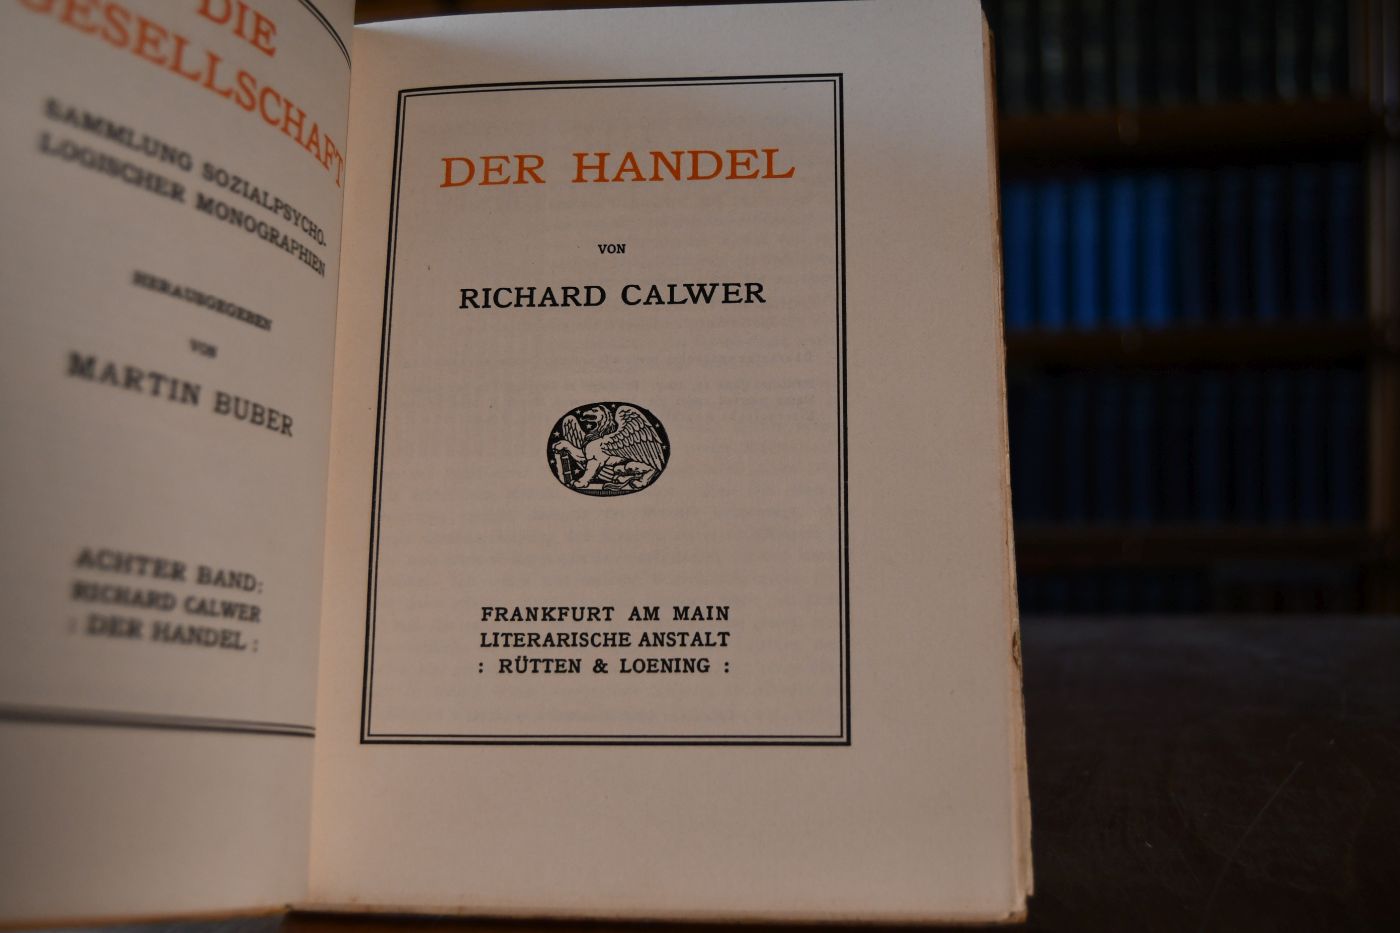 DIE
GESELLSCHAFT
SAMMLUNG SOZIALPSYCHO-
LOGISCHER MONOGRAPHIEN
HERAUSGEGEBEN
VON
MARTIN BUBER
ACHTER BAND:
RICHARD CALWER
: DER HANDEL :
DER HANDEL
VON
RICHARD CALWER
FRANKFURT AM MAIN
LITERARISCHE ANSTALT
: RÜTTEN & LOENING :